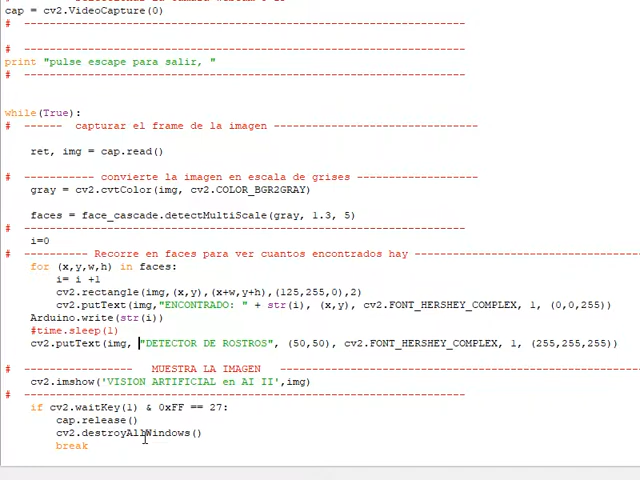 cap = cv2.VideoCapture(0)
# ---------------------------------------------------------------------
# ---------------------------------------------------------------------
print "pulse escape para salir, "
# ---------------------------------------------------------------------
while(True):
# ------  capturar el frame de la imagen --------------------------------
ret, img = cap.read()
# ----------- convierte la imagen en escala de grises -------------------
gray = cv2.cvtColor(img, cv2.COLOR_BGR2GRAY)
faces = face_cascade.detectMultiScale(gray, 1.3, 5)
# ---------------------------------------------------------------------
i=0
# ---------- Recorre en faces para ver cuantos encontrados hay ------------------------------------
for (x,y,w,h) in faces:
i= i +1
cv2.rectangle(img,(x,y),(x+w,y+h),(125,255,0),2)
cv2.putText(img,"ENCONTRADO: " + str(i), (x,y), cv2.FONT_HERSHEY_COMPLEX, 1, (0,0,255))
Arduino.write(str(i))
#time.sleep(1)
cv2.putText(img, "DETECTOR DE ROSTROS", (50,50), cv2.FONT_HERSHEY_COMPLEX, 1, (255,255,255))
# -----------------   MUESTRA LA IMAGEN   --------------------------------
cv2.imshow('VISION ARTIFICIAL en AI II',img)
# ---------------------------------------------------------------------
if cv2.waitKey(1) & 0xFF == 27:
cap.release()
cv2.destroyAllWindows()
break